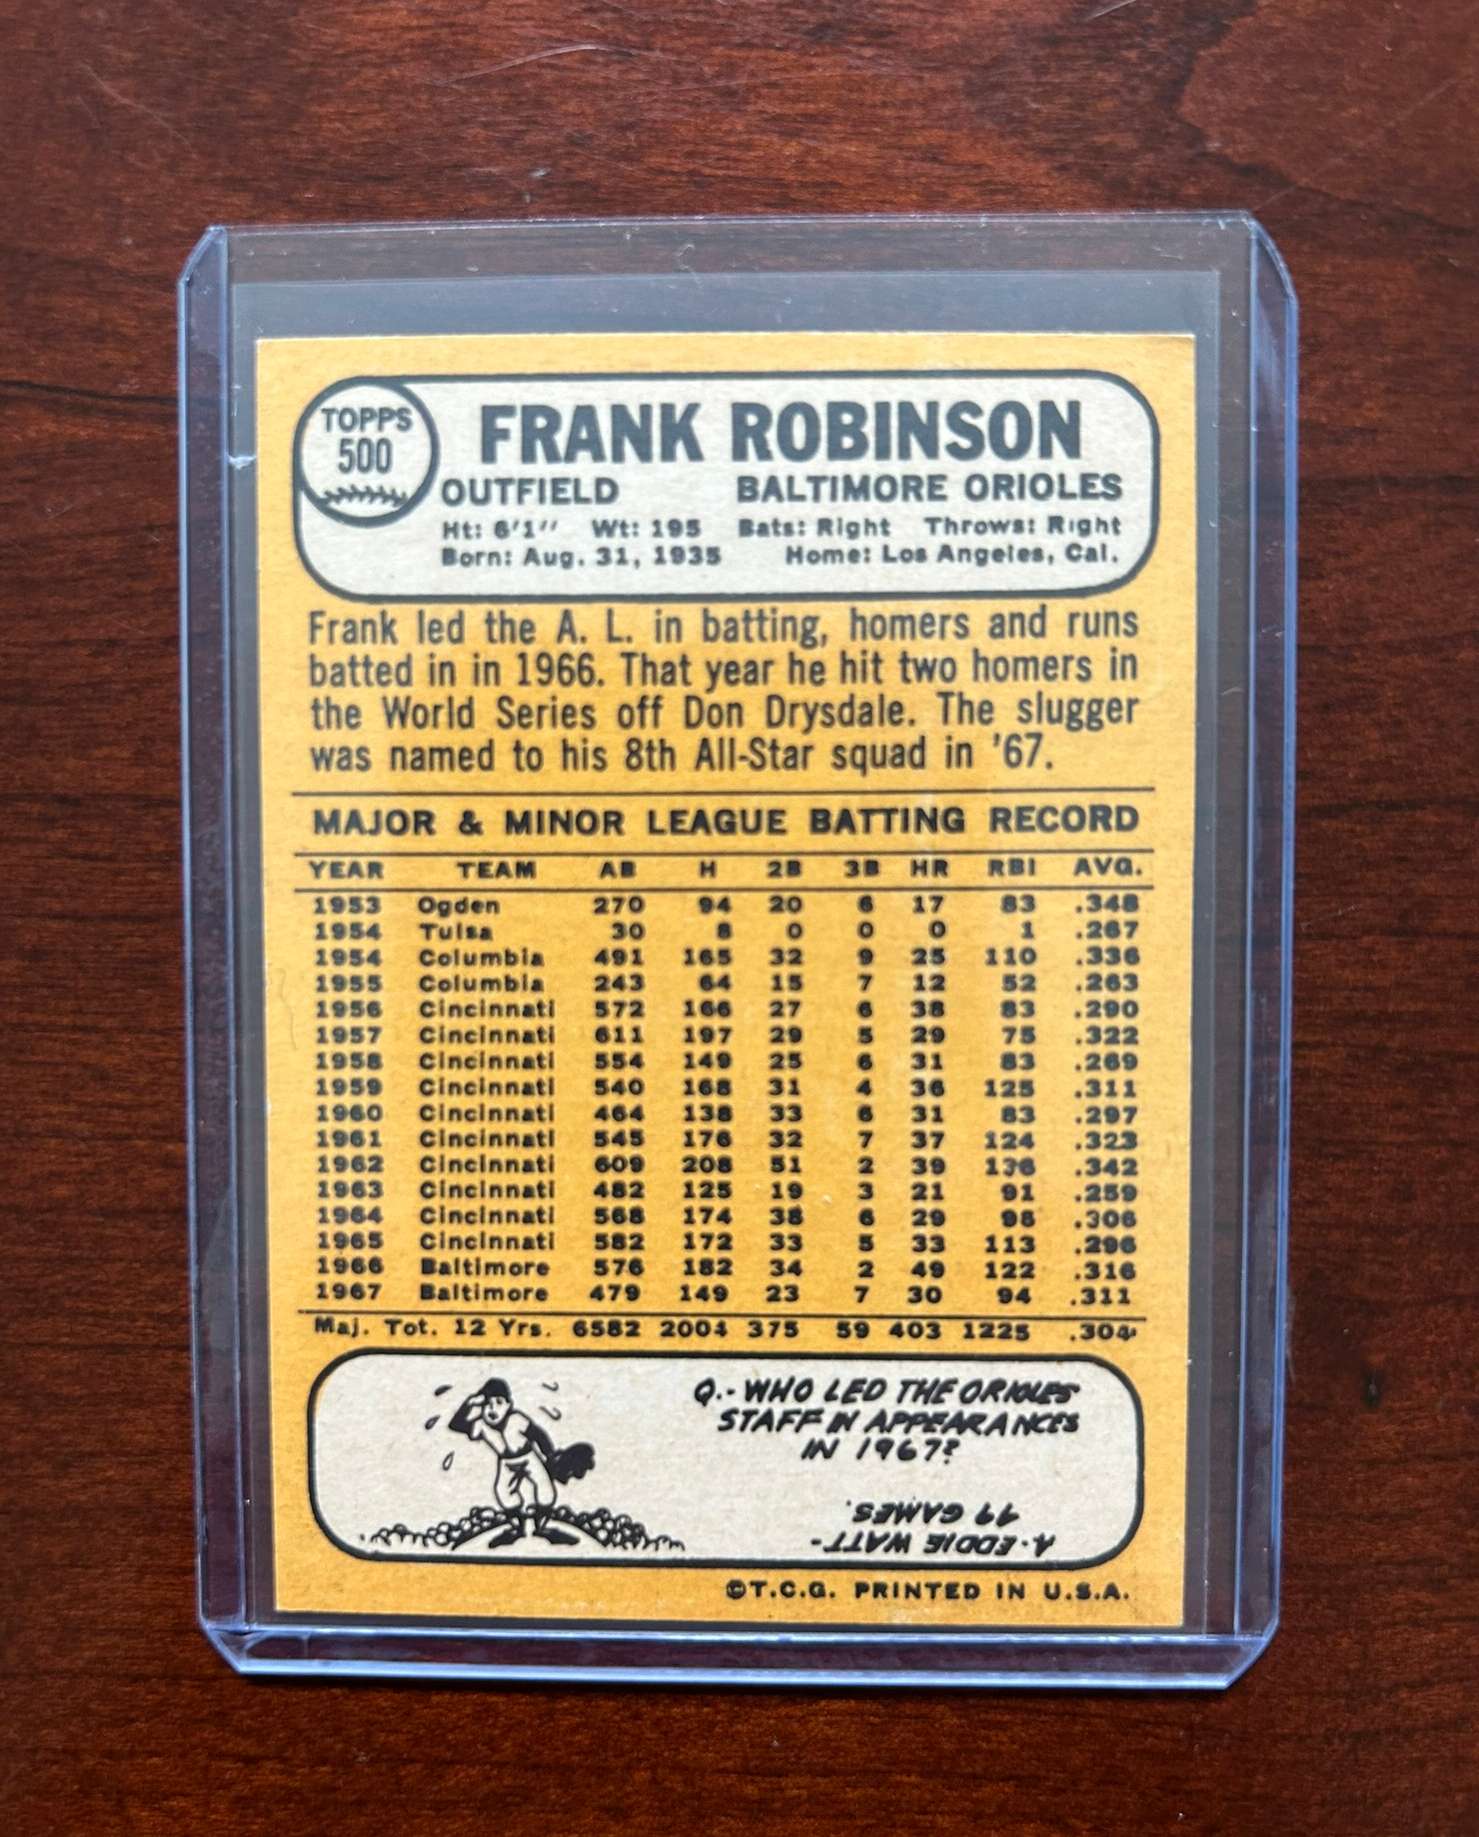 TOPPS
500
FRANK ROBINSON
OUTFIELD BALTIMORE ORIOLES
Ht: 6'1" Wt: 195 Bats: Right Throws: Right
Born: Aug. 31, 1935 Home: Los Angeles, Cal.
Frank led the A. L. in batting, homers and runs
batted in in 1966. That year he hit two homers in
the World Series off Don Drysdale. The slugger
was named to his 8th All-Star squad in '67.
MAJOR & MINOR LEAGUE BATTING RECORD
YEAR TEAM AB H 2B 3B HR RBI AVG.
1953 Ogden 270 94 20 6 17 83 .348
1954 Tulsa 30 8 0 0 0 1 .267
1954 Columbia 491 165 32 9 25 110 .336
1955 Columbia 243 64 15 7 12 52 .263
1956 Cincinnati 572 166 27 6 38 83 .290
1957 Cincinnati 611 197 29 5 29 75 .322
1958 Cincinnati 554 149 25 6 31 83 .269
1959 Cincinnati 540 168 31 4 36 125 .311
1960 Cincinnati 464 138 33 6 31 83 .297
1961 Cincinnati 545 176 32 7 37 124 .323
1962 Cincinnati 609 208 51 2 39 136 .342
1963 Cincinnati 482 125 19 3 21 91 .259
1964 Cincinnati 568 174 38 6 29 96 .306
1965 Cincinnati 582 172 33 5 33 113 .296
1966 Baltimore 576 182 34 2 49 122 .316
1967 Baltimore 479 149 23 7 30 94 .311
Maj. Tot. 12 Yrs. 6582 2004 375 59 403 1225 .304
Q.- WHO LED THE ORIOLES
STAFF IN APPEARANCES
IN 1967?
A.- EDDIE WATT -
49 GAMES.
©T.C.G. PRINTED IN U.S.A.